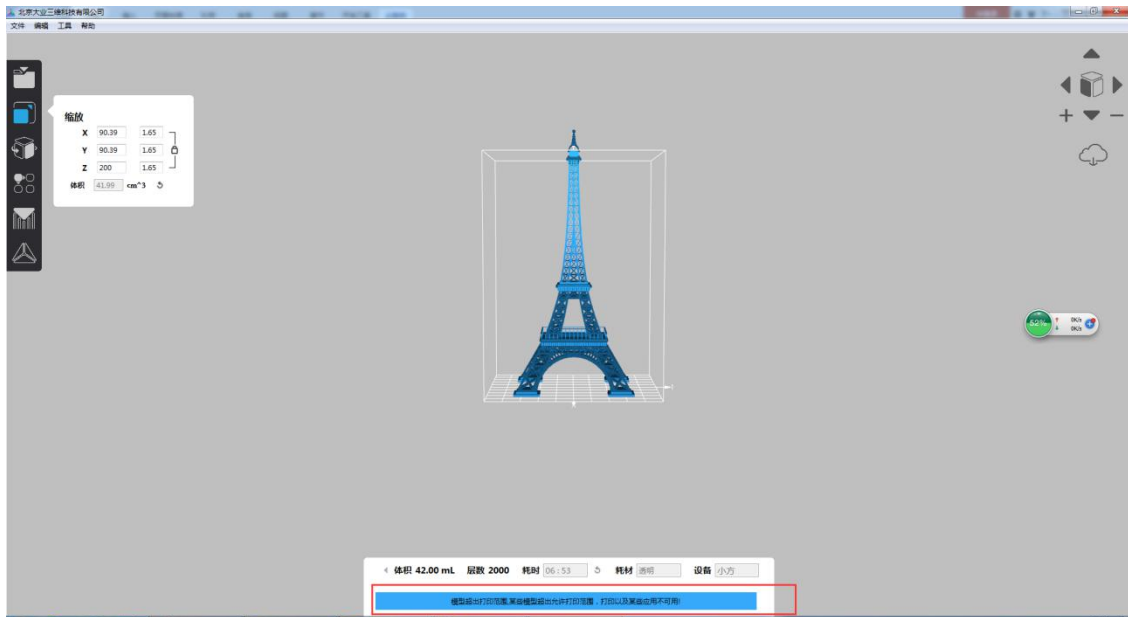 北京大业三维科技有限公司
文件 编辑 工具 帮助
缩放
X 90.39 1.65
Y 90.39 1.65
Z 200 1.65
体积 41.99 cm^3
52% 0K/s
0K/s
体积 42.00 mL 层数 2000 耗时 06:53 耗材 透明 设备 小方
模型超出打印范围,某些模型超出允许打印范围，打印以及某些应用不可用!